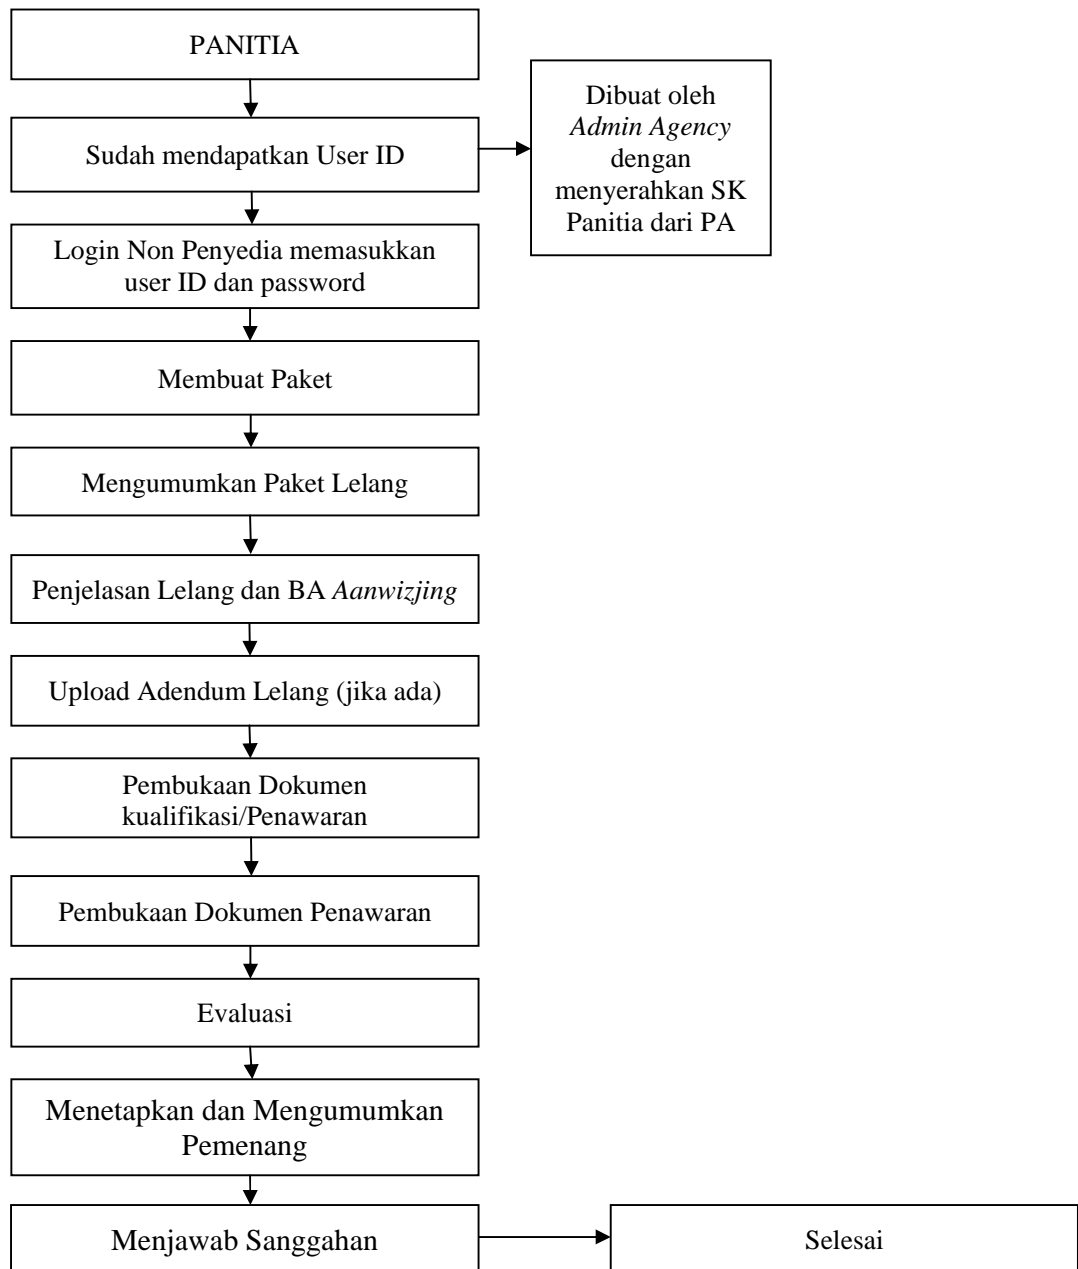 PANITIA
Sudah mendapatkan User ID
Dibuat oleh
Admin Agency
dengan
menyerahkan SK
Panitia dari PA
Login Non Penyedia memasukkan
user ID dan password
Membuat Paket
Mengumumkan Paket Lelang
Penjelasan Lelang dan BA Aanwizjing
Upload Adendum Lelang (jika ada)
Pembukaan Dokumen
kualifikasi/Penawaran
Pembukaan Dokumen Penawaran
Evaluasi
Menetapkan dan Mengumumkan
Pemenang
Menjawab Sanggahan
Selesai